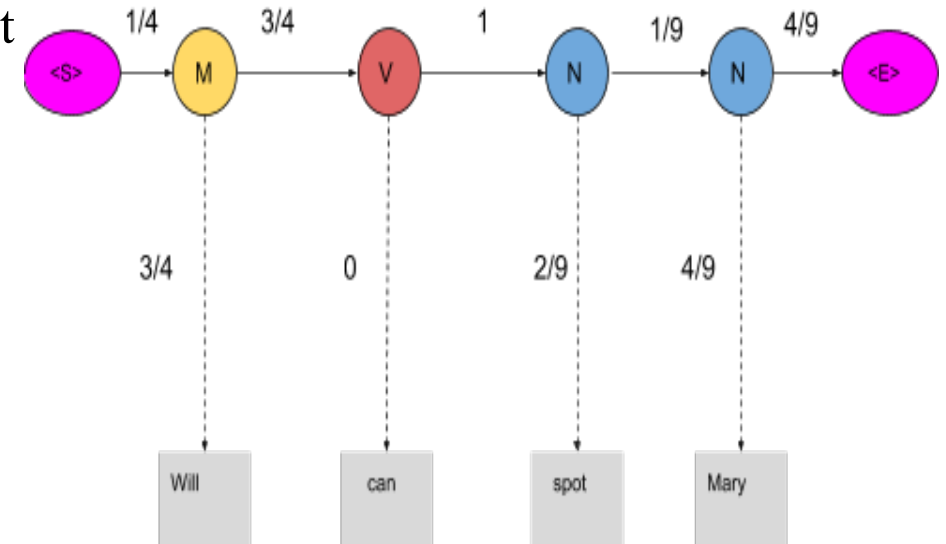 t
1/4 3/4 1 1/9 4/9
<S> M V N N <E>
3/4 0 2/9 4/9
Will can spot Mary